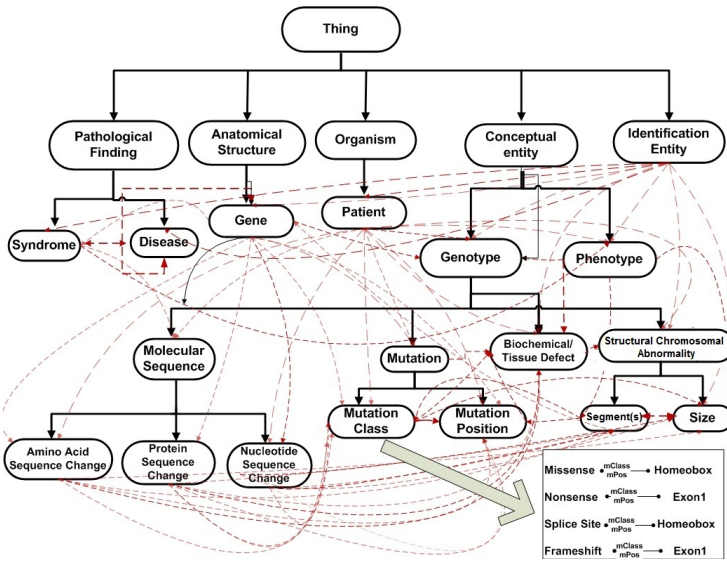 Thing
Pathological
Finding
Anatomical
Structure
Organism
Conceptual
entity
Identification
Entity
Syndrome
Disease
Gene
Patient
Genotype
Phenotype
Molecular
Sequence
Mutation
Biochemical/
Tissue Defect
Structural Chromosomal
Abnormality
Mutation
Class
Mutation
Position
Segment(s)
Size
Amino Acid
Sequence Change
Protein
Sequence
Change
Nucleotide
Sequence
Change
Missense mClass Homeobox
mPos
Nonsense mClass Exon1
mPos
Splice Site mClass Homeobox
mPos
Frameshift mClass Exon1
mPos